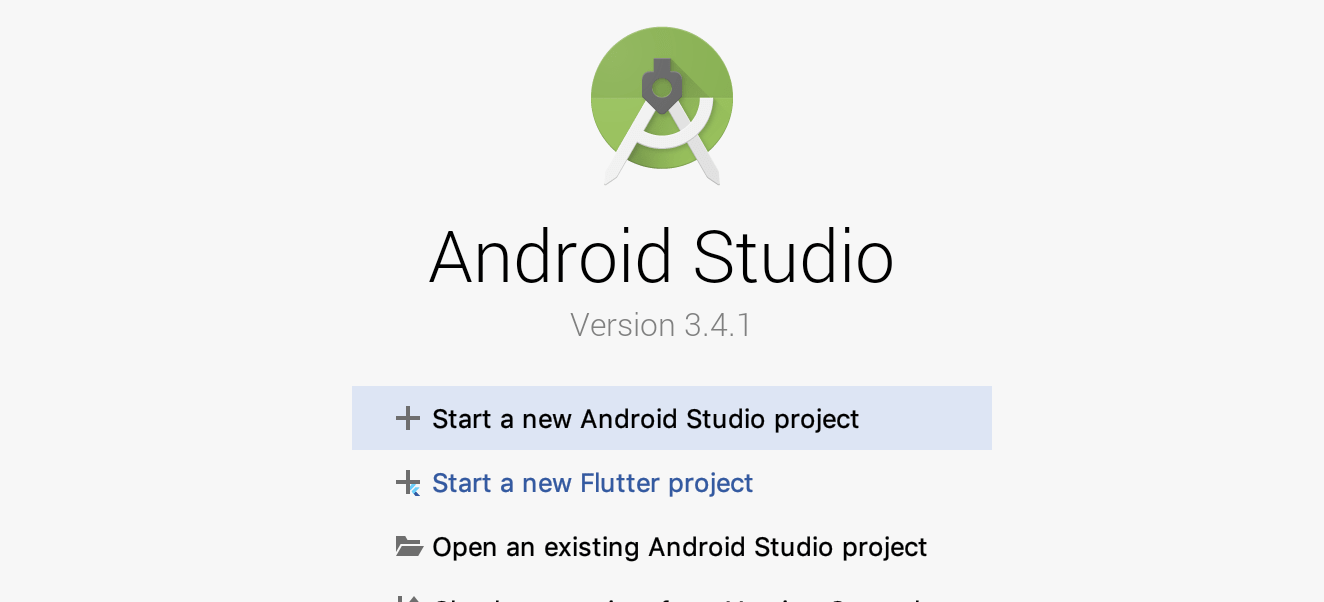 Android Studio
Version 3.4.1
Start a new Android Studio project
Start a new Flutter project
Open an existing Android Studio project